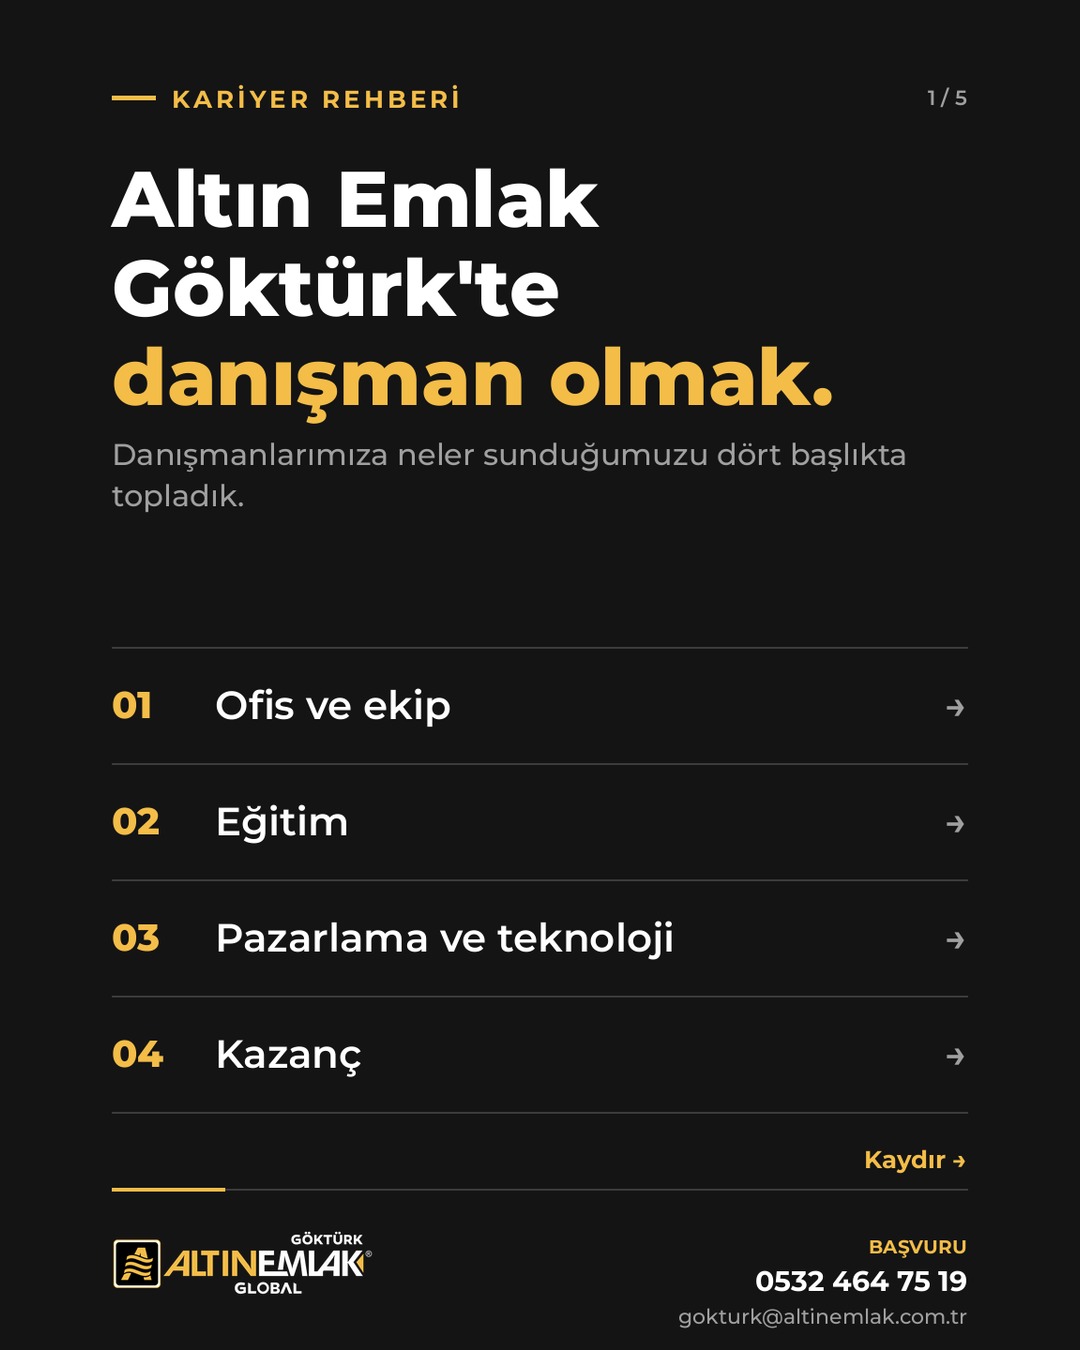 KARİYER REHBERİ
1 / 5
Altın Emlak
Göktürk'te
danışman olmak.
Danışmanlarımıza neler sunduğumuzu dört başlıkta
topladık.
01 Ofis ve ekip →
02 Eğitim →
03 Pazarlama ve teknoloji →
04 Kazanç →
Kaydır →
GÖKTÜRK
ALTINEMLAK®
GLOBAL
BAŞVURU
0532 464 75 19
gokturk@altinemlak.com.tr